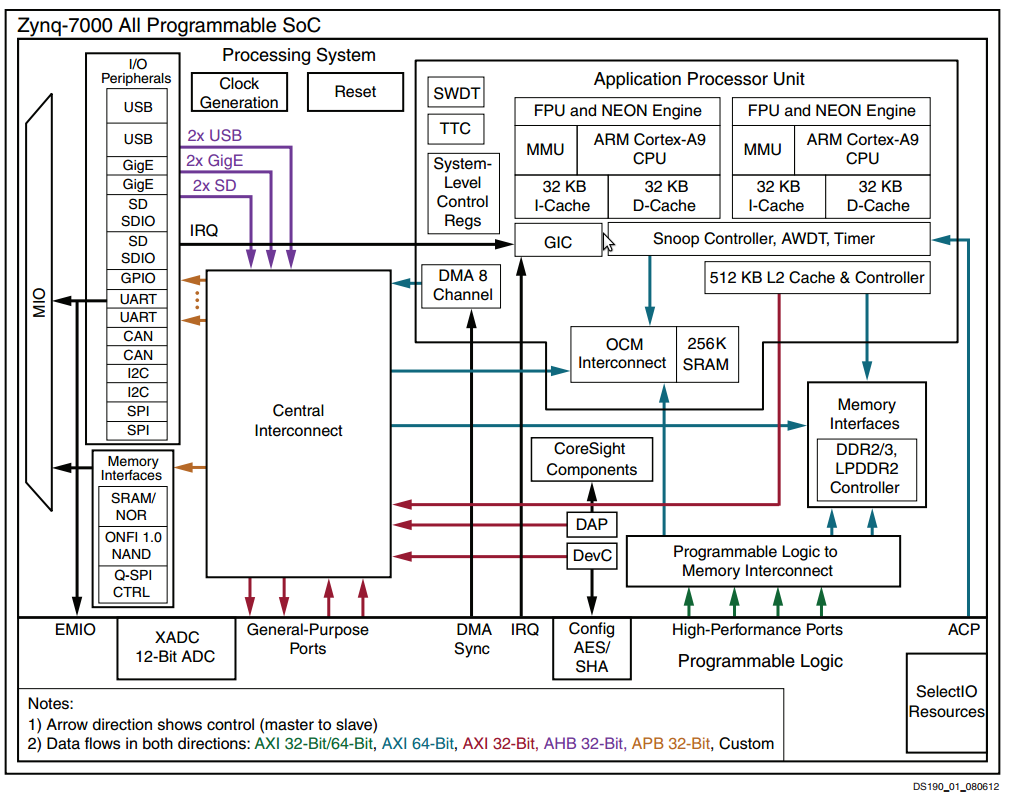 Zynq-7000 All Programmable SoC
Processing System
I/O
Peripherals
USB
USB
GigE
GigE
SD
SDIO
SD
SDIO
GPIO
UART
UART
CAN
CAN
I2C
I2C
SPI
SPI
MIO
Clock
Generation
Reset
2x USB
2x GigE
2x SD
IRQ
Application Processor Unit
SWDT
TTC
System-
Level
Control
Regs
FPU and NEON Engine
MMU
ARM Cortex-A9
CPU
32 KB
I-Cache
32 KB
D-Cache
FPU and NEON Engine
MMU
ARM Cortex-A9
CPU
32 KB
I-Cache
32 KB
D-Cache
GIC
Snoop Controller, AWDT, Timer
DMA 8
Channel
512 KB L2 Cache & Controller
OCM
Interconnect
256K
SRAM
Central
Interconnect
Memory
Interfaces
DDR2/3,
LPDDR2
Controller
CoreSight
Components
DAP
DevC
Programmable Logic to
Memory Interconnect
Memory
Interfaces
SRAM/
NOR
ONFI 1.0
NAND
Q-SPI
CTRL
EMIO
XADC
12-Bit ADC
General-Purpose
Ports
DMA
Sync
IRQ
Config
AES/
SHA
High-Performance Ports
ACP
Programmable Logic
SelectIO
Resources
Notes:
1) Arrow direction shows control (master to slave)
2) Data flows in both directions: AXI 32-Bit/64-Bit, AXI 64-Bit, AXI 32-Bit, AHB 32-Bit, APB 32-Bit, Custom
DS190_01_080612